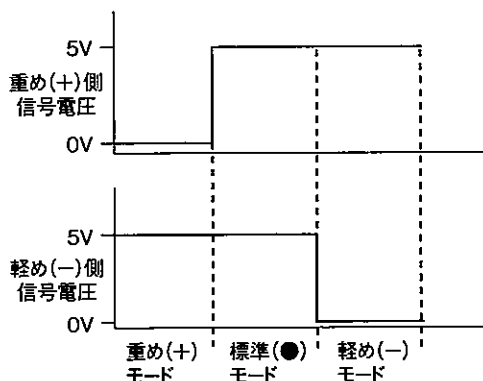 5V
重め(+)側
信号電圧
0V
5V
軽め(−)側
信号電圧
0V
重め(+)
モード
標準(●)
モード
軽め(−)
モード